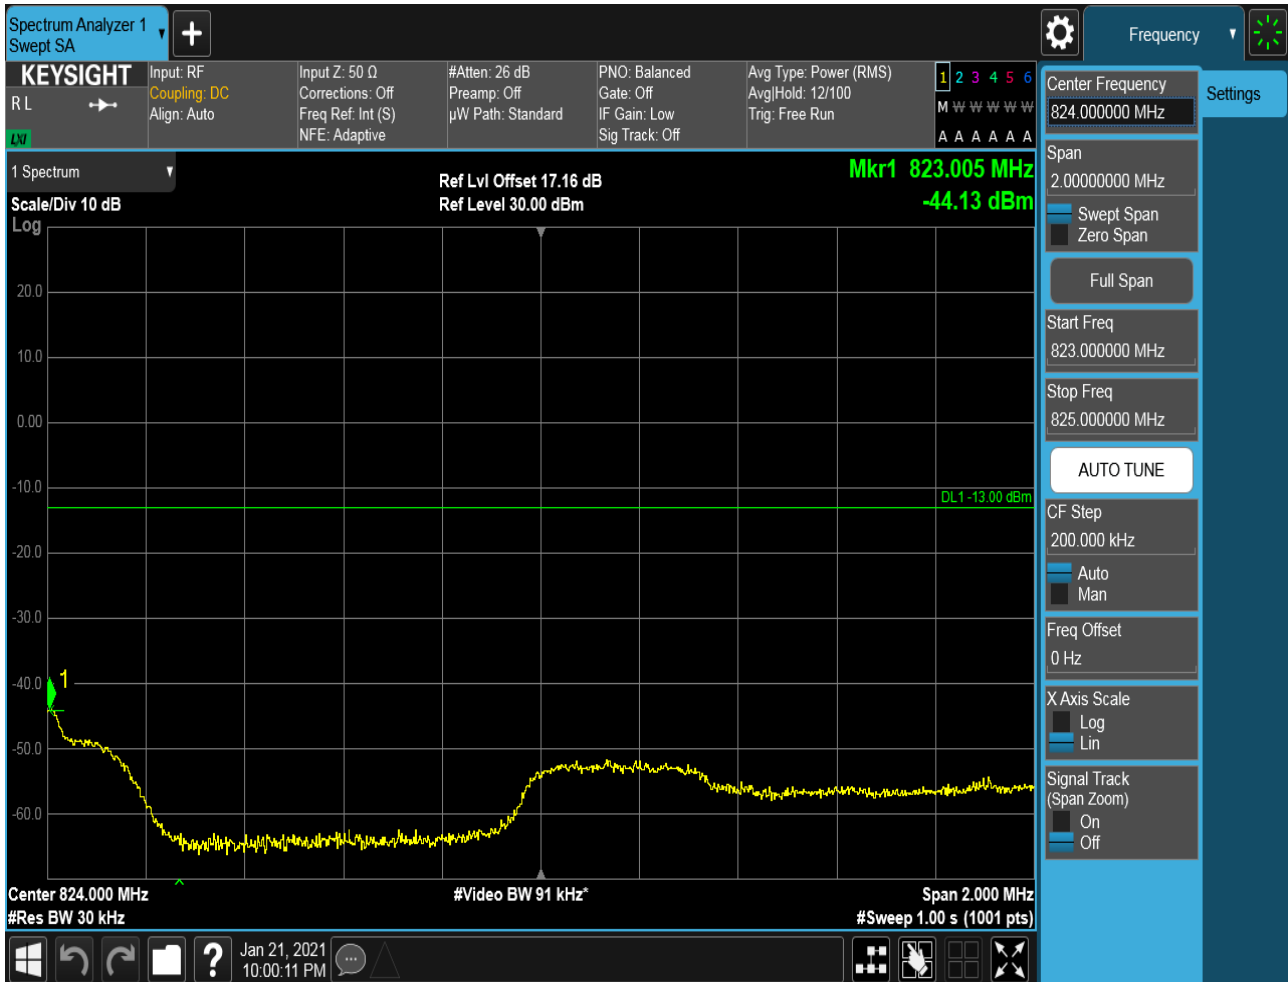 Spectrum Analyzer 1
Swept SA
Frequency
KEYSIGHT
R L
LXI
Input: RF
Coupling: DC
Align: Auto
Input Z: 50 Ω
Corrections: Off
Freq Ref: Int (S)
NFE: Adaptive
#Atten: 26 dB
Preamp: Off
µW Path: Standard
PNO: Balanced
Gate: Off
IF Gain: Low
Sig Track: Off
Avg Type: Power (RMS)
Avg|Hold: 12/100
Trig: Free Run
1 2 3 4 5 6
M W W W W W
A A A A A A
1 Spectrum
Scale/Div 10 dB
Log
Ref Lvl Offset 17.16 dB
Ref Level 30.00 dBm
Mkr1 823.005 MHz
-44.13 dBm
20.0
10.0
0.00
-10.0
DL1 -13.00 dBm
-20.0
-30.0
-40.0
1
-50.0
-60.0
Center 824.000 MHz
#Res BW 30 kHz
#Video BW 91 kHz*
Span 2.000 MHz
#Sweep 1.00 s (1001 pts)
Center Frequency
824.000000 MHz
Settings
Span
2.00000000 MHz
Swept Span
Zero Span
Full Span
Start Freq
823.000000 MHz
Stop Freq
825.000000 MHz
AUTO TUNE
CF Step
200.000 kHz
Auto
Man
Freq Offset
0 Hz
X Axis Scale
Log
Lin
Signal Track
(Span Zoom)
On
Off
?
Jan 21, 2021
10:00:11 PM